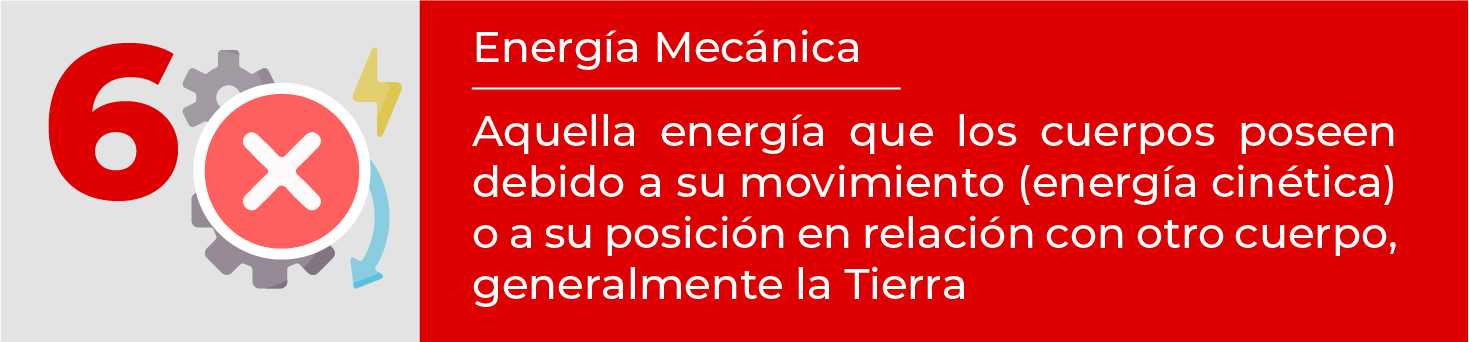 6
Energía Mecánica
Aquella energía que los cuerpos poseen
debido a su movimiento (energía cinética)
o a su posición en relación con otro cuerpo,
generalmente la Tierra